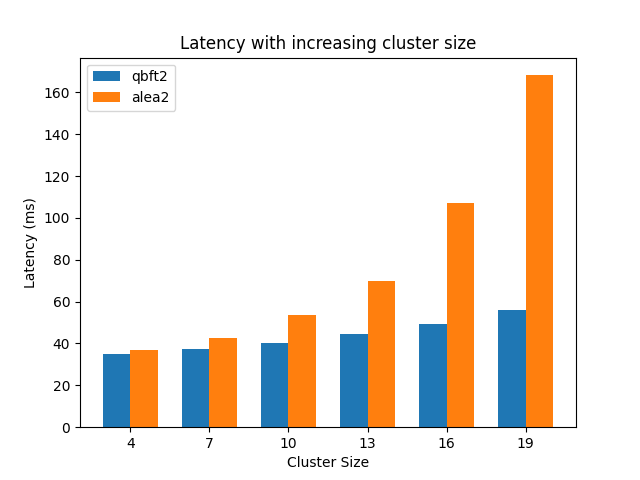 Latency with increasing cluster size
qbft2
alea2
Latency (ms)
160
140
120
100
80
60
40
20
0
4 7 10 13 16 19
Cluster Size